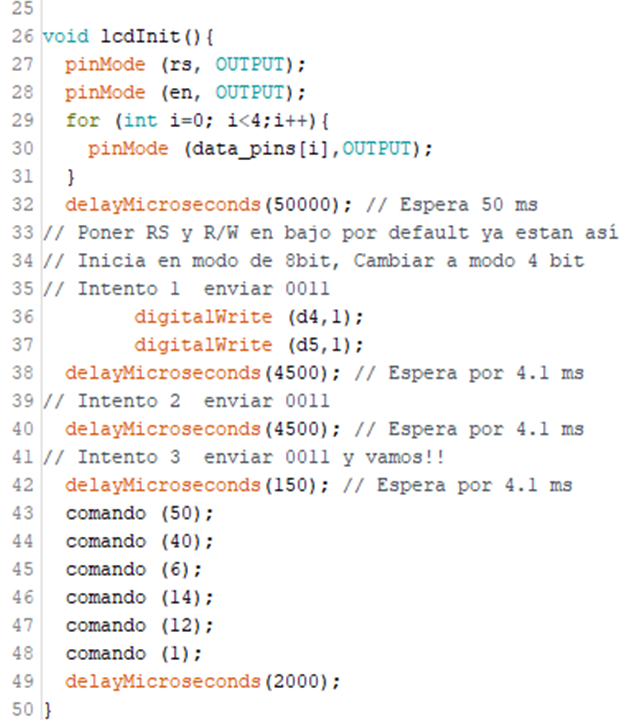 25
26 void lcdInit(){
27   pinMode (rs, OUTPUT);
28   pinMode (en, OUTPUT);
29   for (int i=0; i<4;i++){
30     pinMode (data_pins[i],OUTPUT);
31   }
32   delayMicroseconds(50000); // Espera 50 ms
33 // Poner RS y R/W en bajo por default ya estan así
34 // Inicia en modo de 8bit, Cambiar a modo 4 bit
35 // Intento 1  enviar 0011
36         digitalWrite (d4,1);
37         digitalWrite (d5,1);
38   delayMicroseconds(4500); // Espera por 4.1 ms
39 // Intento 2  enviar 0011
40   delayMicroseconds(4500); // Espera por 4.1 ms
41 // Intento 3  enviar 0011 y vamos!!
42   delayMicroseconds(150); // Espera por 4.1 ms
43   comando (50);
44   comando (40);
45   comando (6);
46   comando (14);
47   comando (12);
48   comando (1);
49   delayMicroseconds(2000);
50 }